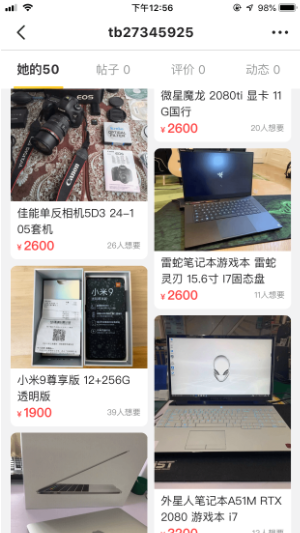 下午12:56
tb27345925
她的50
帖子 0
评价 0
动态 0
EOS
Canon
佳能单反相机5D3 24-1
05套机
¥2600
26人想要
微星魔龙 2080ti 显卡 11
G国行
¥2600
20人想要
雷蛇笔记本游戏本 雷蛇
灵刃 15.6寸 I7固态盘
¥2600
11人想要
小米9
小米9尊享版 12+256G
透明版
¥1900
39人想要
外星人笔记本A51M RTX
2080 游戏本 i7